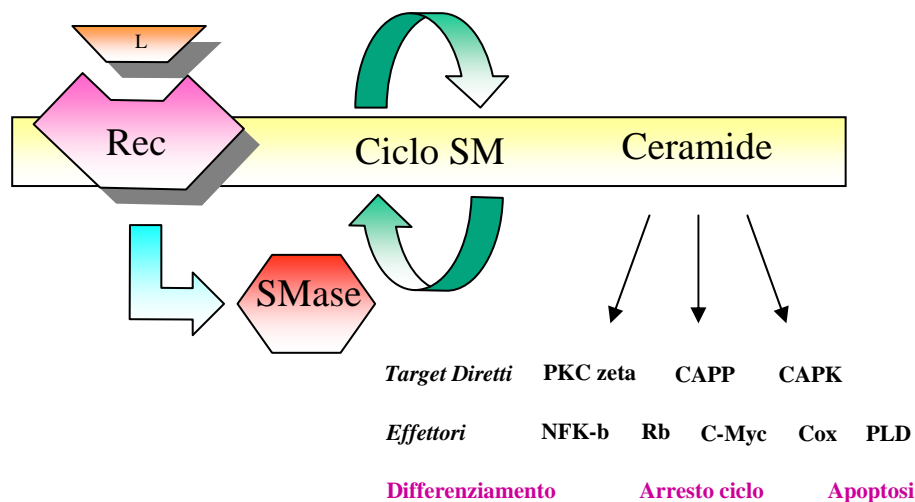 L
Rec
Ciclo SM
Ceramide
SMase
Target Diretti PKC zeta CAPP CAPK
Effettori NFK-b Rb C-Myc Cox PLD
Differenziamento Arresto ciclo Apoptosi